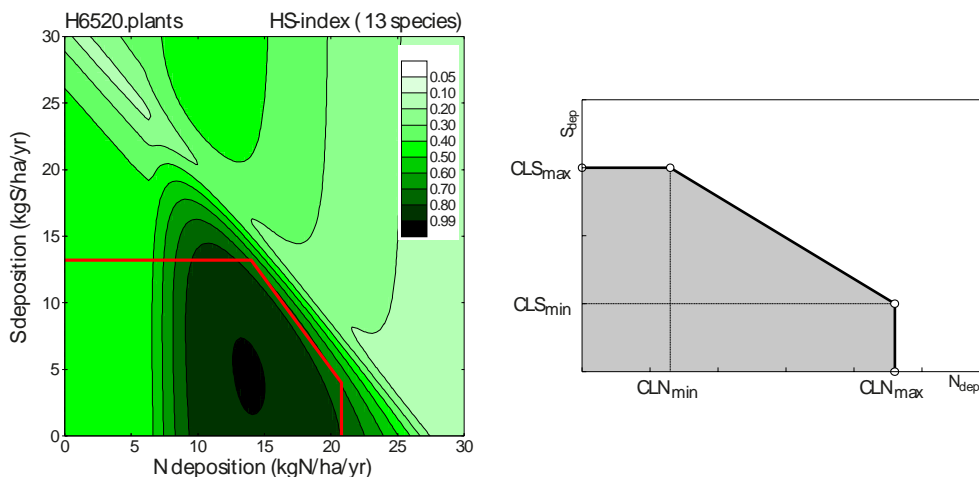 H6520.plants HS-index ( 13 species)
30
25
20
15
10
5
0
S deposition (kgS/ha/yr)
0.05
0.10
0.20
0.30
0.40
0.50
0.60
0.70
0.80
0.99
0 5 10 15 20 25 30
N deposition (kgN/ha/yr)
Sdep
CLSmax
CLSmin
CLNmin
CLNmax
Ndep